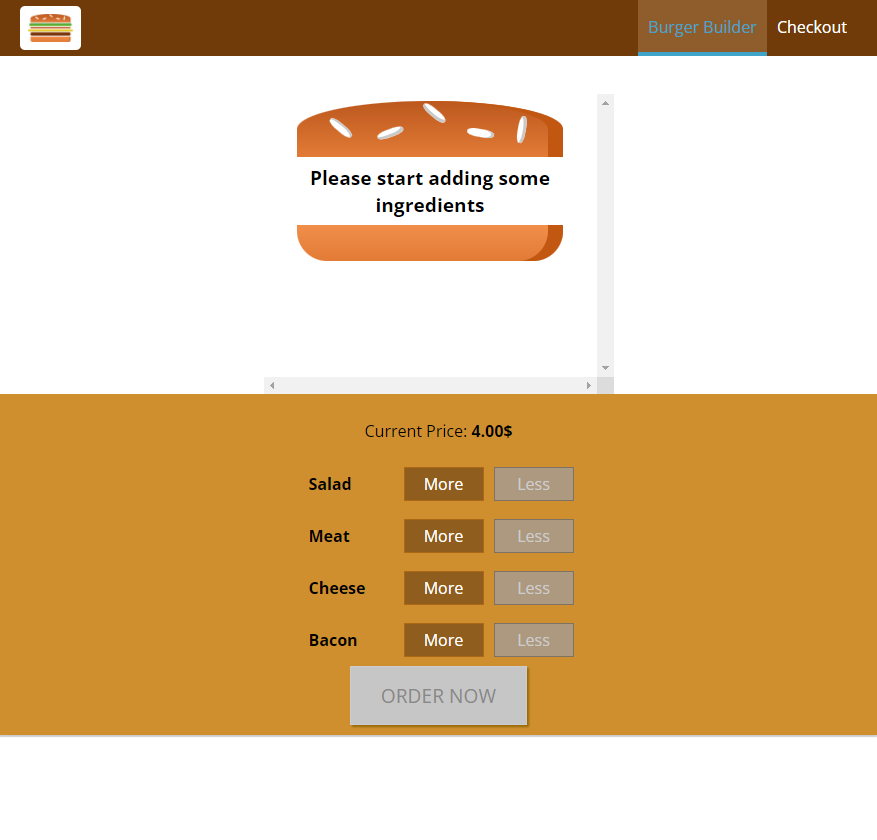 Burger Builder Checkout
Please start adding some
ingredients
Current Price: 4.00$
Salad More Less
Meat More Less
Cheese More Less
Bacon More Less
ORDER NOW